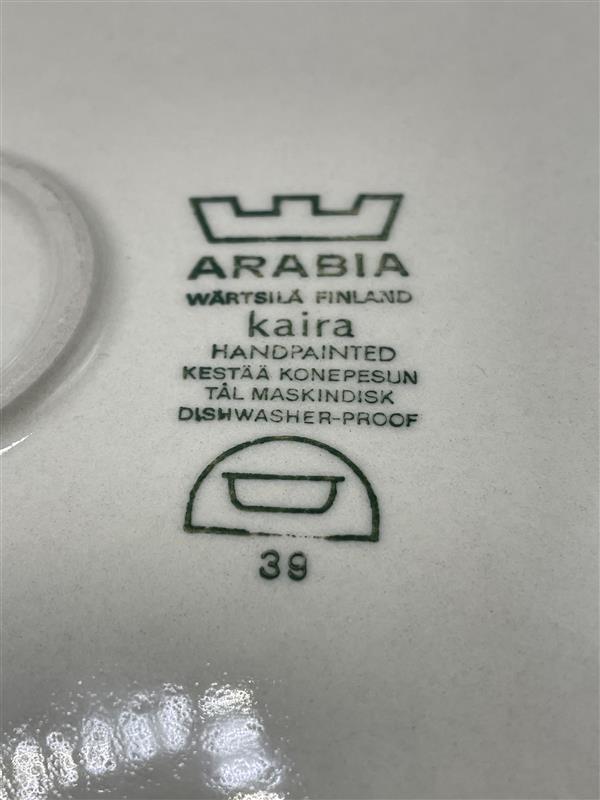 ARABIA
WÄRTSILÄ FINLAND
kaira
HANDPAINTED
KESTÄÄ KONEPESUN
TÅL MASKINDISK
DISHWASHER-PROOF
39